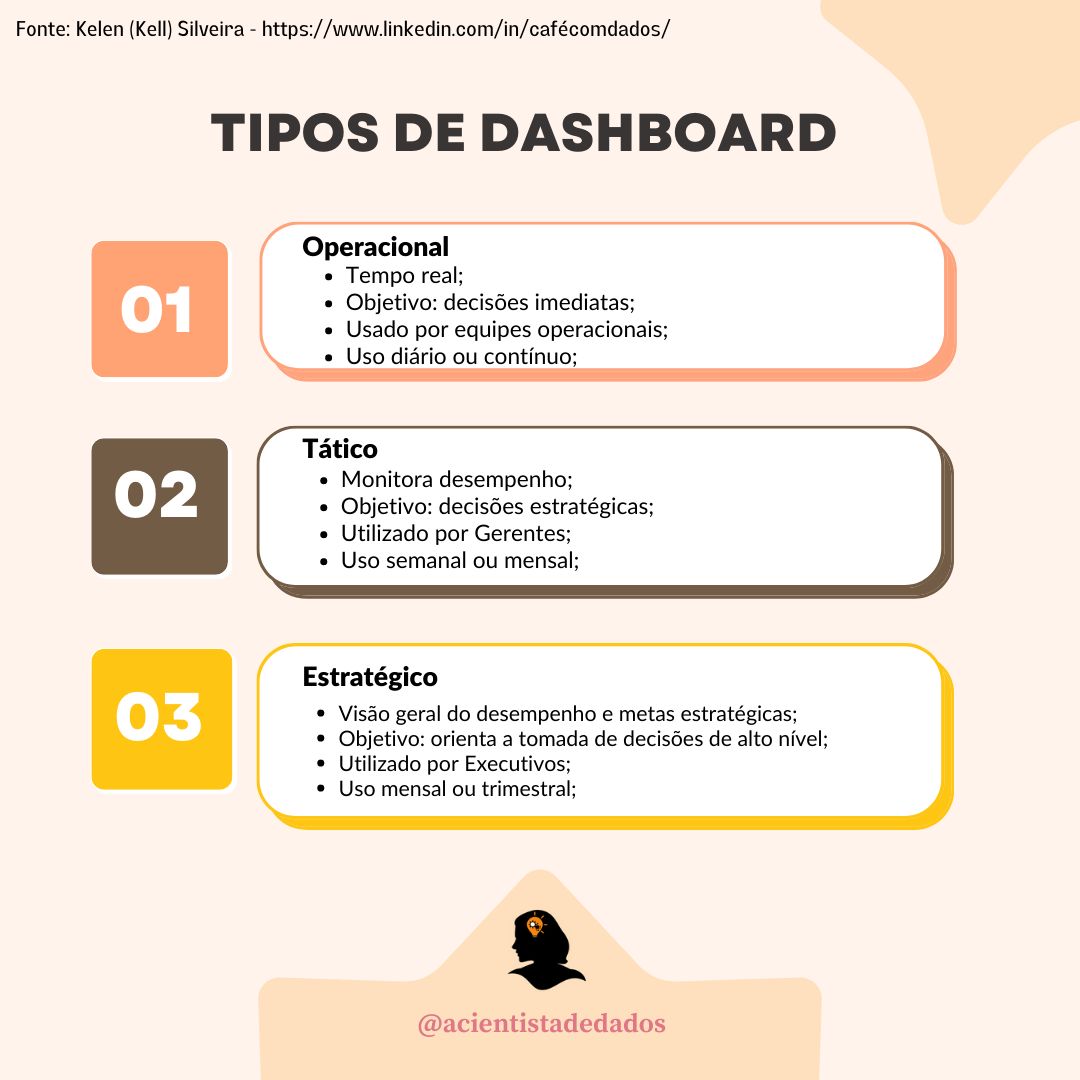 Fonte: Kelen (Kell) Silveira - https://www.linkedin.com/in/cafécomdados/
TIPOS DE DASHBOARD
01
Operacional
• Tempo real;
• Objetivo: decisões imediatas;
• Usado por equipes operacionais;
• Uso diário ou contínuo;
02
Tático
• Monitora desempenho;
• Objetivo: decisões estratégicas;
• Utilizado por Gerentes;
• Uso semanal ou mensal;
03
Estratégico
• Visão geral do desempenho e metas estratégicas;
• Objetivo: orienta a tomada de decisões de alto nível;
• Utilizado por Executivos;
• Uso mensal ou trimestral;
@acientistadedados